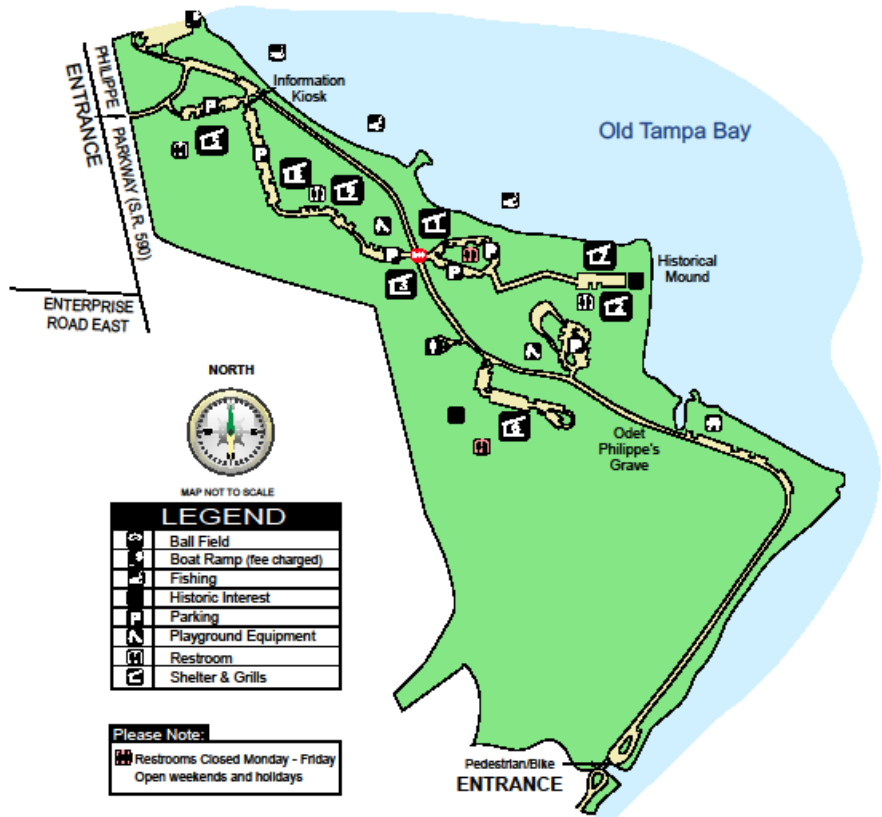 PHILIPPE
PARKWAY (S.R. 590)
ENTRANCE
Information
Kiosk
Old Tampa Bay
P
P
P
P
P
P
Historical
Mound
ENTERPRISE
ROAD EAST
Odet
Philippe's
Grave
NORTH
MAP NOT TO SCALE
LEGEND
Ball Field
Boat Ramp (fee charged)
Fishing
Historic Interest
P Parking
Playground Equipment
Restroom
Shelter & Grills
Please Note:
Restrooms Closed Monday - Friday
Open weekends and holidays
Pedestrian/Bike
ENTRANCE